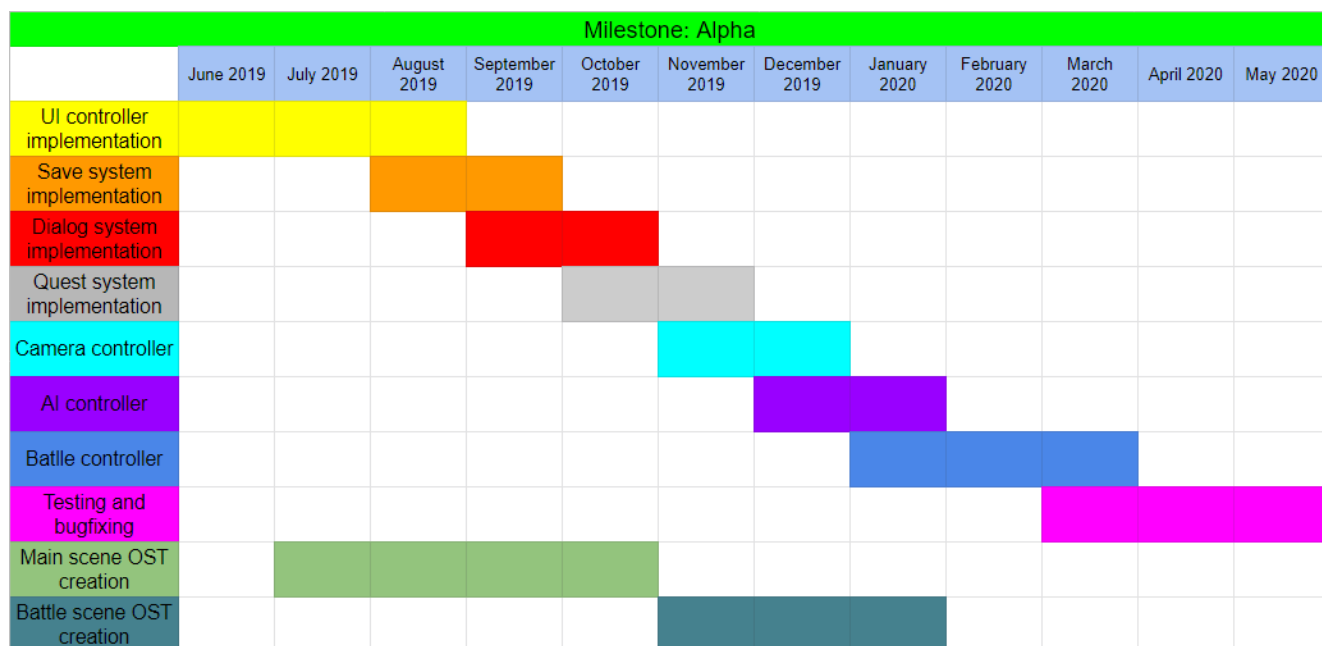 Milestone: Alpha
June 2019
July 2019
August
2019
September
2019
October
2019
November
2019
December
2019
January
2020
February
2020
March
2020
April 2020
May 2020
UI controller
implementation
Save system
implementation
Dialog system
implementation
Quest system
implementation
Camera controller
AI controller
Batlle controller
Testing and
bugfixing
Main scene OST
creation
Battle scene OST
creation